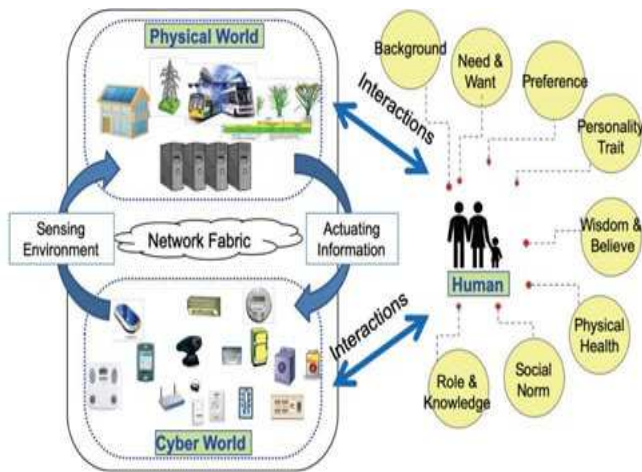 Physical World
Background
Need &
Want
Preference
Interactions
Personality
Trait
Sensing
Environment
Network Fabric
Actuating
Information
Wisdom &
Believe
Human
Physical
Health
Interactions
Role &
Knowledge
Social
Norm
Cyber World